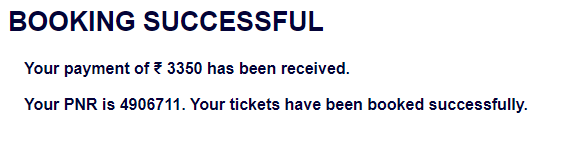 BOOKING SUCCESSFUL
Your payment of ₹ 3350 has been received.
Your PNR is 4906711. Your tickets have been booked successfully.